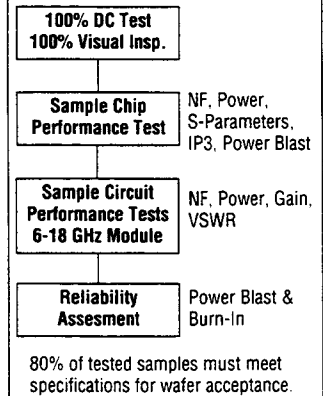 100% DC Test
100% Visual Insp.
Sample Chip
Performance Test
NF, Power,
S-Parameters,
IP3, Power Blast
Sample Circuit
Performance Tests
6-18 GHz Module
NF, Power, Gain,
VSWR
Reliability
Assesment
Power Blast &
Burn-In
80% of tested samples must meet
specifications for wafer acceptance.